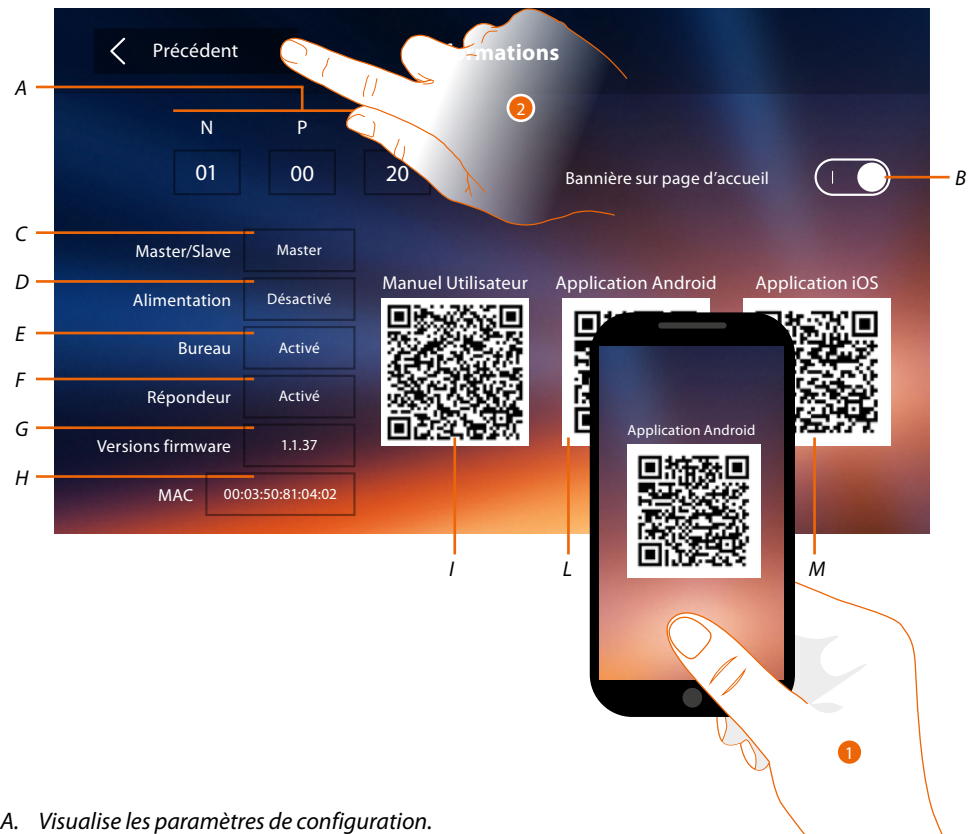 Précédent
mations
A
N P
01 00 20
Bannière sur page d'accueil
B
C
Master/Slave Master
D
Alimentation Désactivé
E
Bureau Activé
F
Répondeur Activé
G
Versions firmware 1.1.37
H
MAC 00:03:50:81:04:02
Manuel Utilisateur Application Android Application iOS
Application Android
I L M
2
1
A. Visualise les paramètres de configuration.